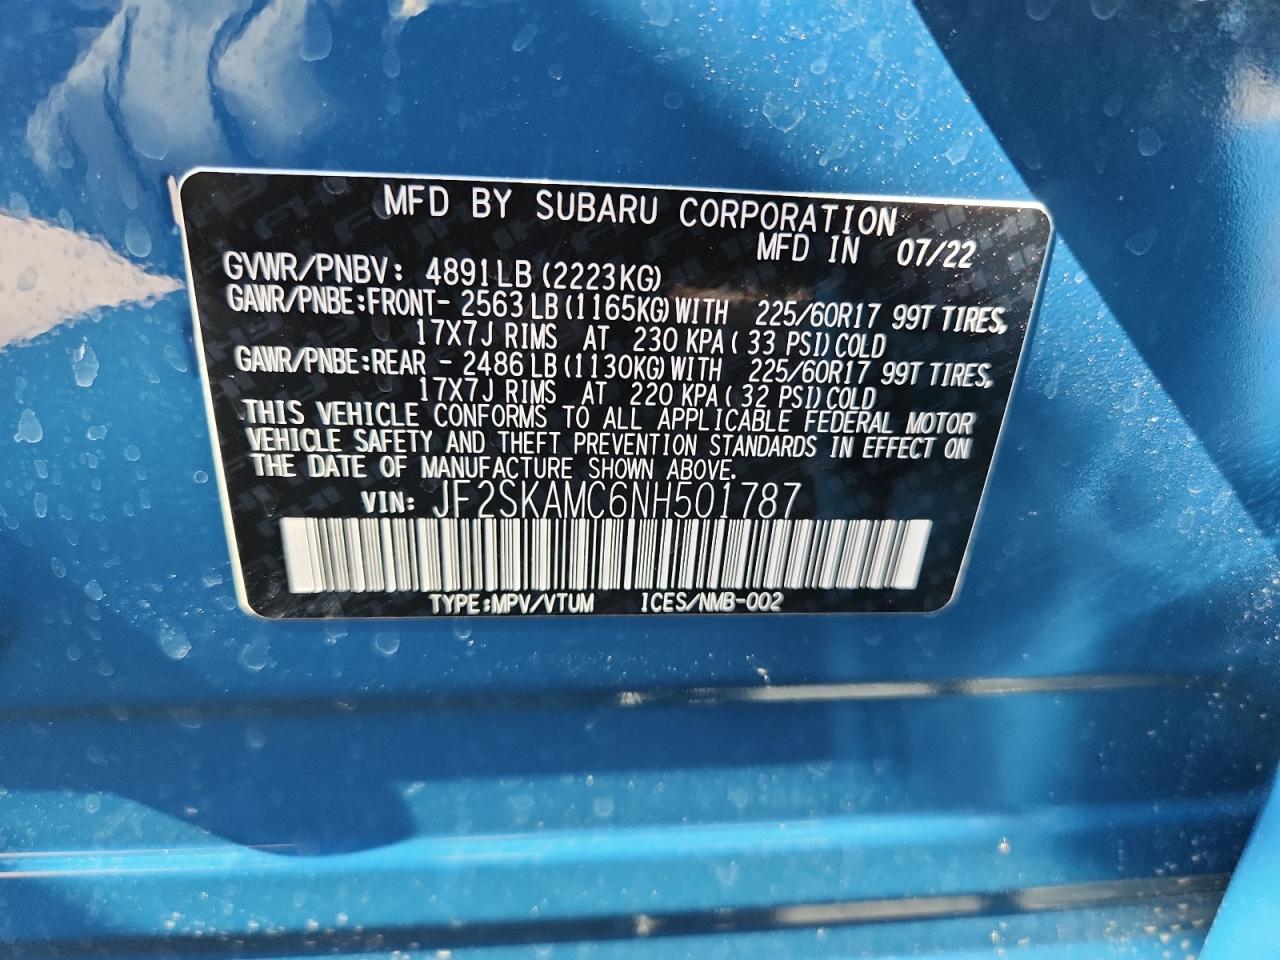 MFD BY SUBARU CORPORATION
MFD IN 07/22
GVWR/PNBV: 4891LB (2223KG)
GAWR/PNBE:FRONT- 2563 LB (1165KG) WITH 225/60R17 99T TIRES,
17X7J RIMS AT 230 KPA ( 33 PSI) COLD
GAWR/PNBE:REAR - 2486 LB (1130KG) WITH 225/60R17 99T TIRES,
17X7J RIMS AT 220 KPA ( 32 PSI) COLD
THIS VEHICLE CONFORMS TO ALL APPLICABLE FEDERAL MOTOR
VEHICLE SAFETY AND THEFT PREVENTION STANDARDS IN EFFECT ON
THE DATE OF MANUFACTURE SHOWN ABOVE.
VIN: JF2SKAMC6NH501787
TYPE:MPV/VTUM ICES/NMB-002